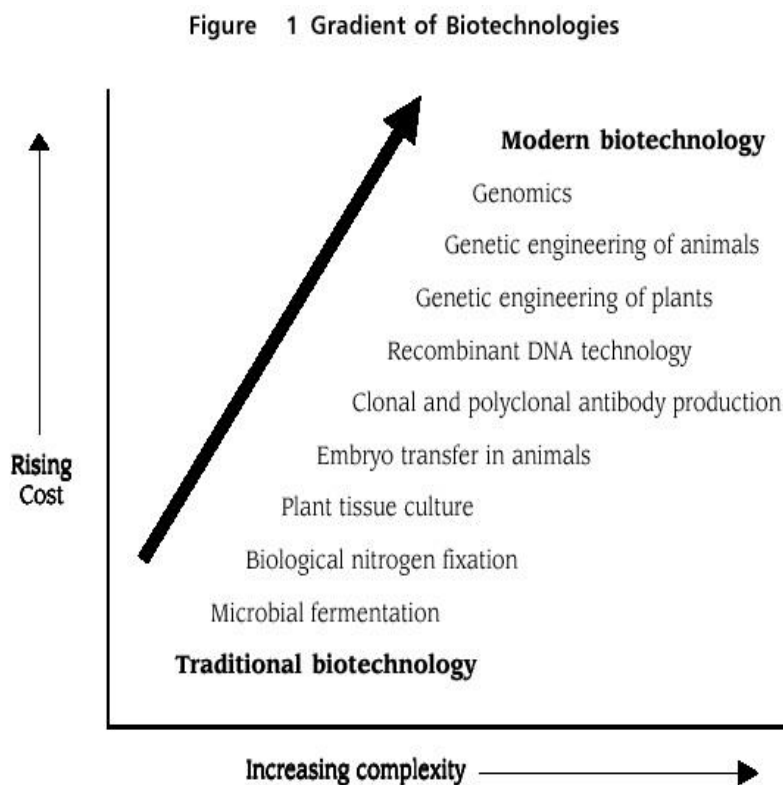 Figure 1 Gradient of Biotechnologies
Modern biotechnology
Genomics
Genetic engineering of animals
Genetic engineering of plants
Recombinant DNA technology
Clonal and polyclonal antibody production
Embryo transfer in animals
Plant tissue culture
Biological nitrogen fixation
Microbial fermentation
Traditional biotechnology
Rising
Cost
Increasing complexity